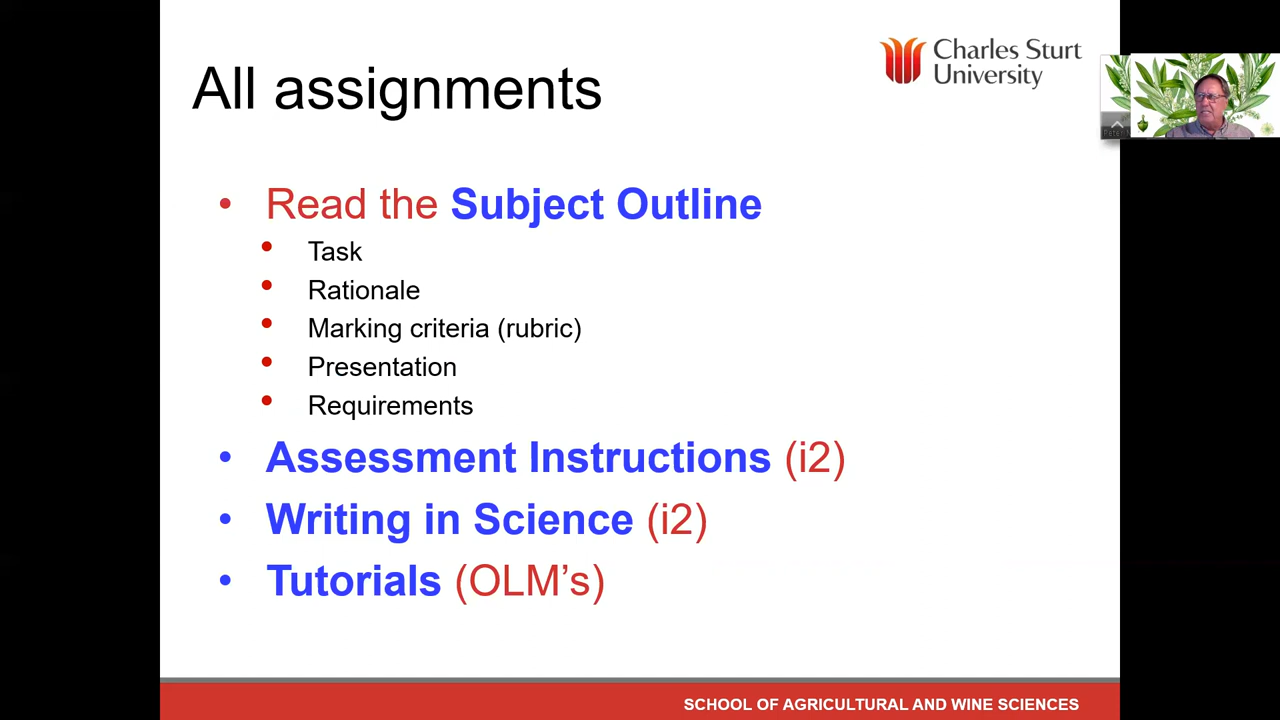 All assignments
Charles Sturt
University
• Read the Subject Outline
• Task
• Rationale
• Marking criteria (rubric)
• Presentation
• Requirements
• Assessment Instructions (i2)
• Writing in Science (i2)
• Tutorials (OLM's)
SCHOOL OF AGRICULTURAL AND WINE SCIENCES